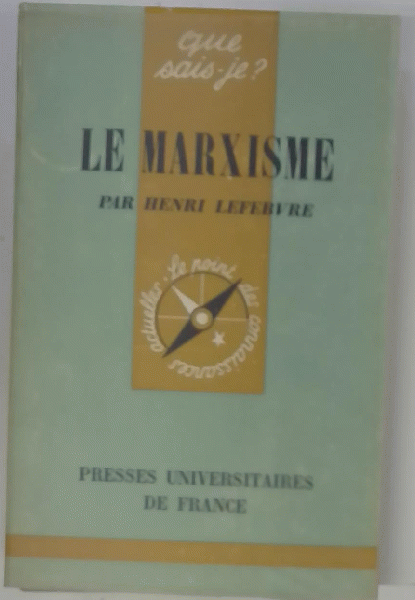 que
sais-je?
LE MARXISME
PAR HENRI LEFEBVRE
Le point des connaissances actuelles
PRESSES UNIVERSITAIRES
DE FRANCE